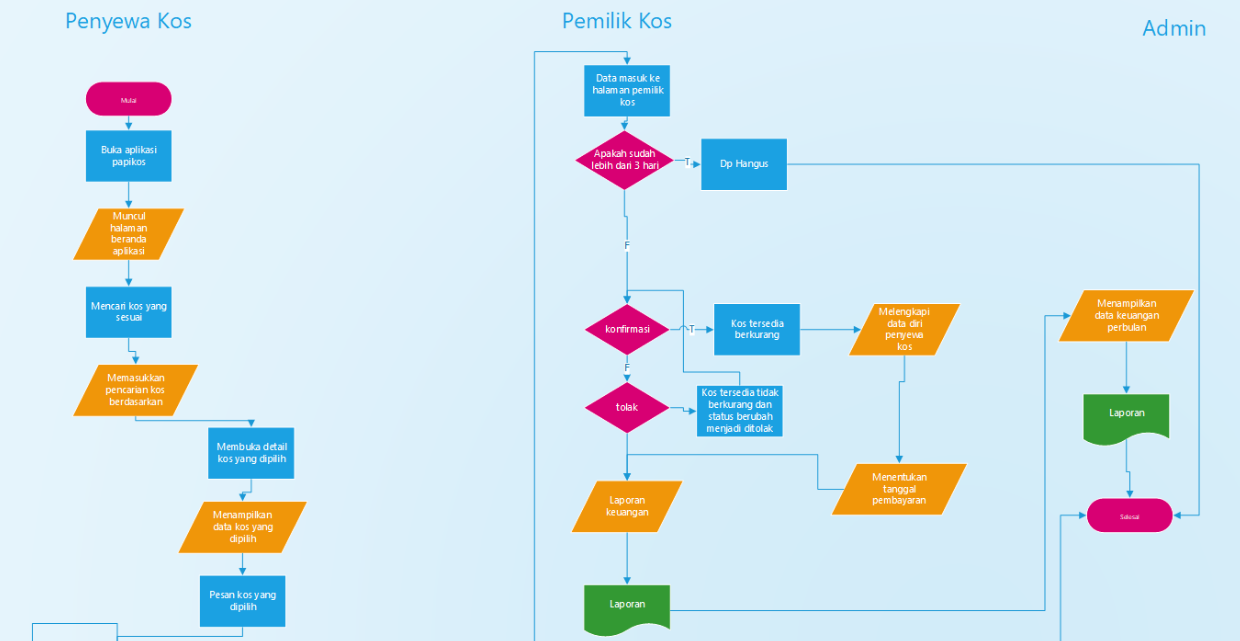 Penyewa Kos
Pemilik Kos
Admin
Mulai
Buka aplikasi
papikos
Muncul
halaman
beranda
aplikasi
Mencari kos yang
sesuai
Memasukkan
pencarian kos
berdasarkan
Membuka detail
kos yang dipilih
Menampilkan
data kos yang
dipilih
Pesan kos yang
dipilih
Data masuk ke
halaman pemilik
kos
Apakah sudah
lebih dari 3 hari
T
Dp Hangus
F
konfirmasi
T
Kos tersedia
berkurang
Melengkapi
data diri
penyewa
kos
F
tolak
Kos tersedia tidak
berkurang dan
status berubah
menjadi ditolak
Menentukan
tanggal
pembayaran
Laporan
keuangan
Laporan
Menampilkan
data keuangan
perbulan
Laporan
Selesai